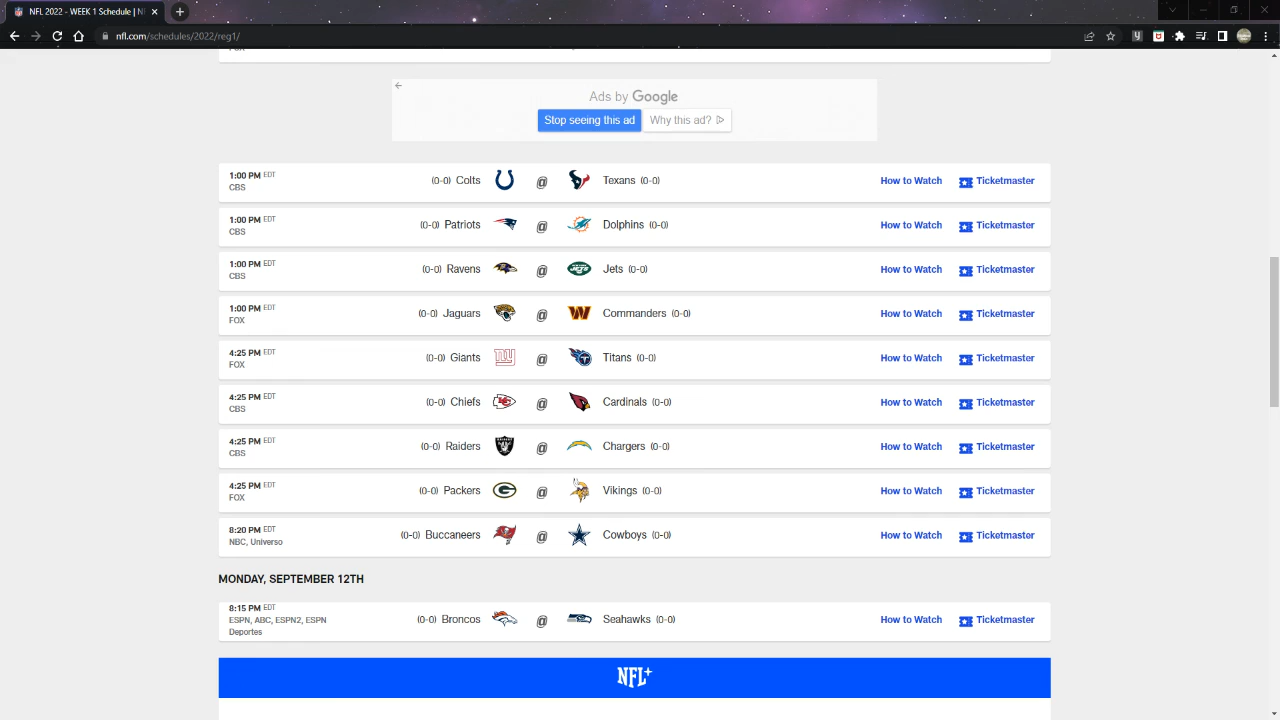 NFL 2022 - WEEK 1 Schedule | NF
nfl.com/schedules/2022/reg1/
FOX
Ads by Google
Stop seeing this ad
Why this ad?
1:00 PM EDT
CBS
(0-0) Colts @ Texans (0-0)
How to Watch
Ticketmaster
1:00 PM EDT
CBS
(0-0) Patriots @ Dolphins (0-0)
How to Watch
Ticketmaster
1:00 PM EDT
CBS
(0-0) Ravens JETS @ Jets (0-0)
How to Watch
Ticketmaster
1:00 PM EDT
FOX
(0-0) Jaguars @ W Commanders (0-0)
How to Watch
Ticketmaster
4:25 PM EDT
FOX
(0-0) Giants ny @ T Titans (0-0)
How to Watch
Ticketmaster
4:25 PM EDT
CBS
(0-0) Chiefs KC @ Cardinals (0-0)
How to Watch
Ticketmaster
4:25 PM EDT
CBS
(0-0) Raiders RAIDERS @ Chargers (0-0)
How to Watch
Ticketmaster
4:25 PM EDT
FOX
(0-0) Packers G @ Vikings (0-0)
How to Watch
Ticketmaster
8:20 PM EDT
NBC, Universo
(0-0) Buccaneers @ Cowboys (0-0)
How to Watch
Ticketmaster
MONDAY, SEPTEMBER 12TH
8:15 PM EDT
ESPN, ABC, ESPN2, ESPN
Deportes
(0-0) Broncos @ Seahawks (0-0)
How to Watch
Ticketmaster
NFL+